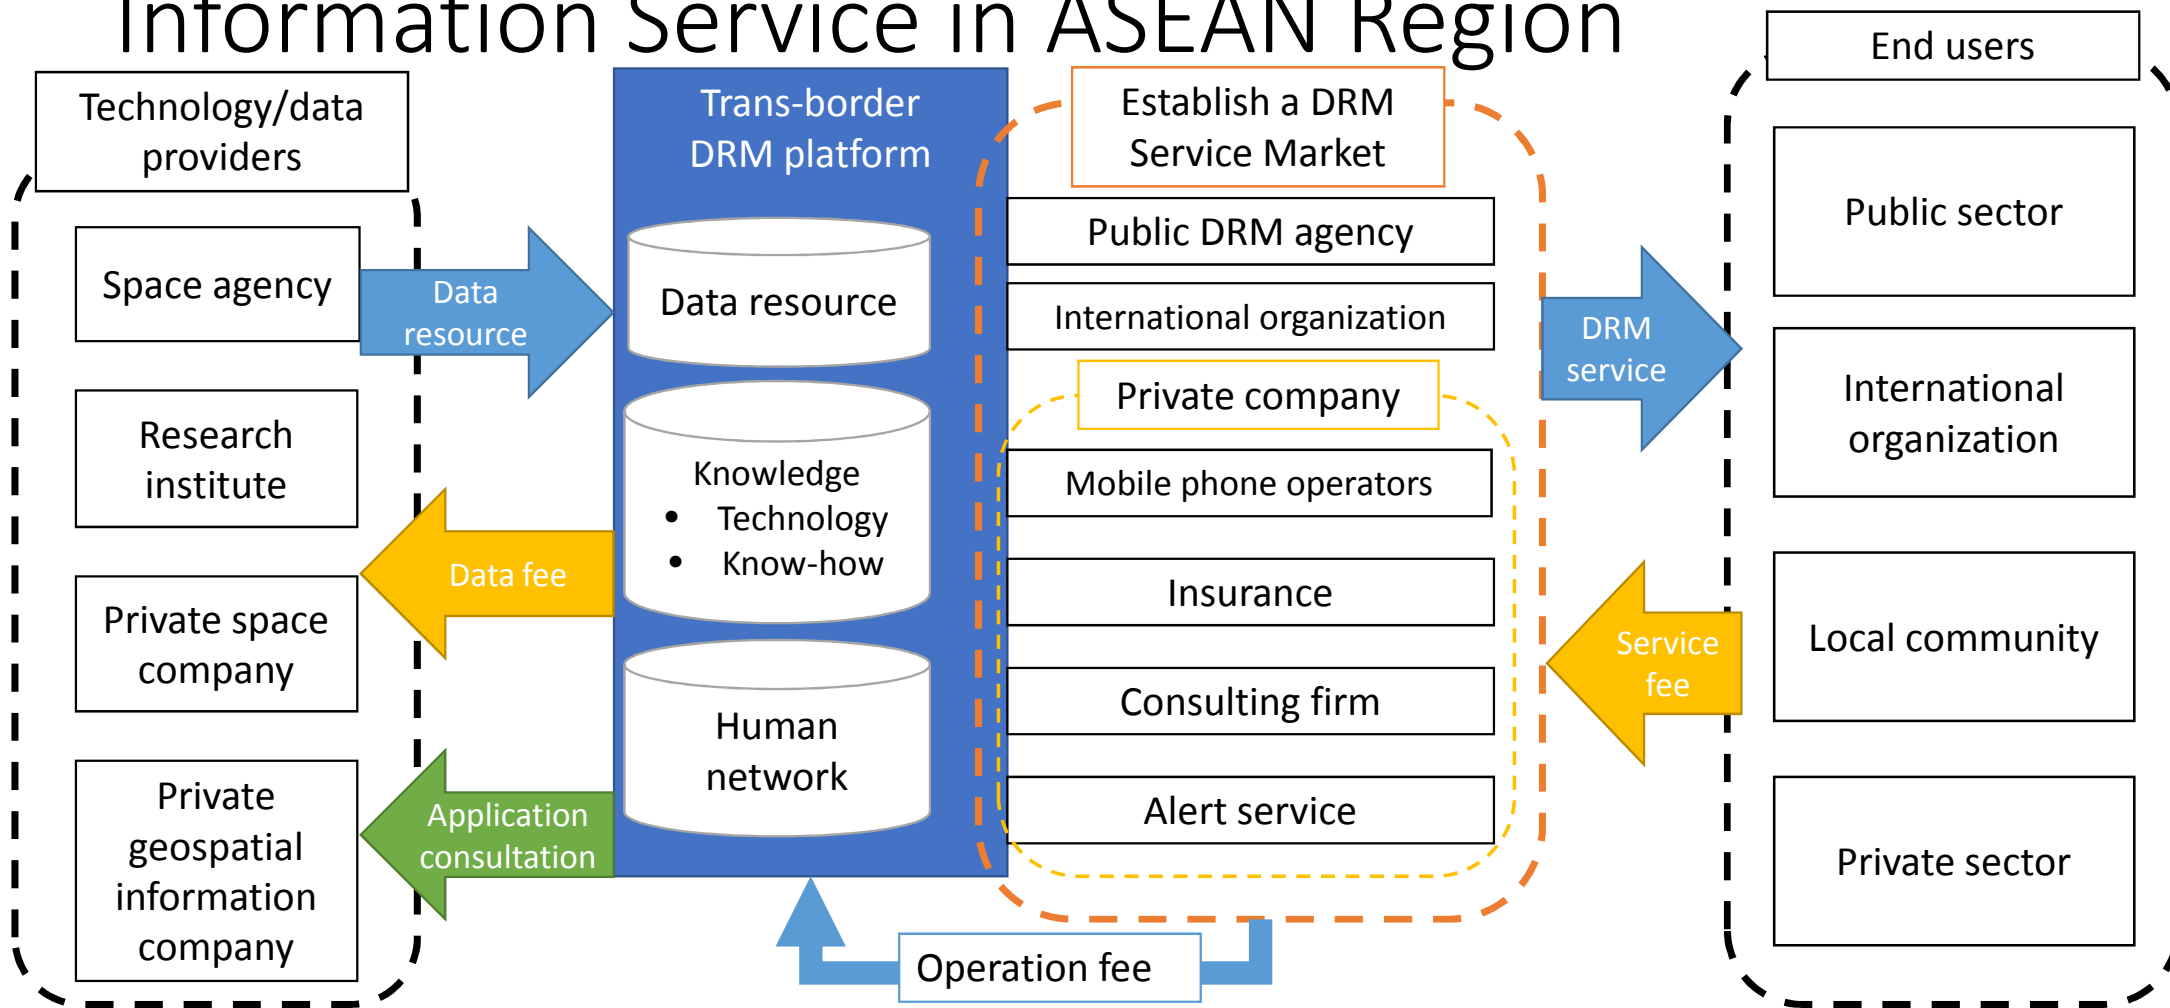 Information Service in ASEAN Region
Technology/data
providers
Space agency
Research
institute
Private space
company
Private
geospatial
information
company
Data
resource
Data fee
Application
consultation
Trans-border
DRM platform
Data resource
Knowledge
• Technology
• Know-how
Human
network
Establish a DRM
Service Market
Public DRM agency
International organization
Private company
Mobile phone operators
Insurance
Consulting firm
Alert service
Operation fee
DRM
service
Service
fee
End users
Public sector
International
organization
Local community
Private sector